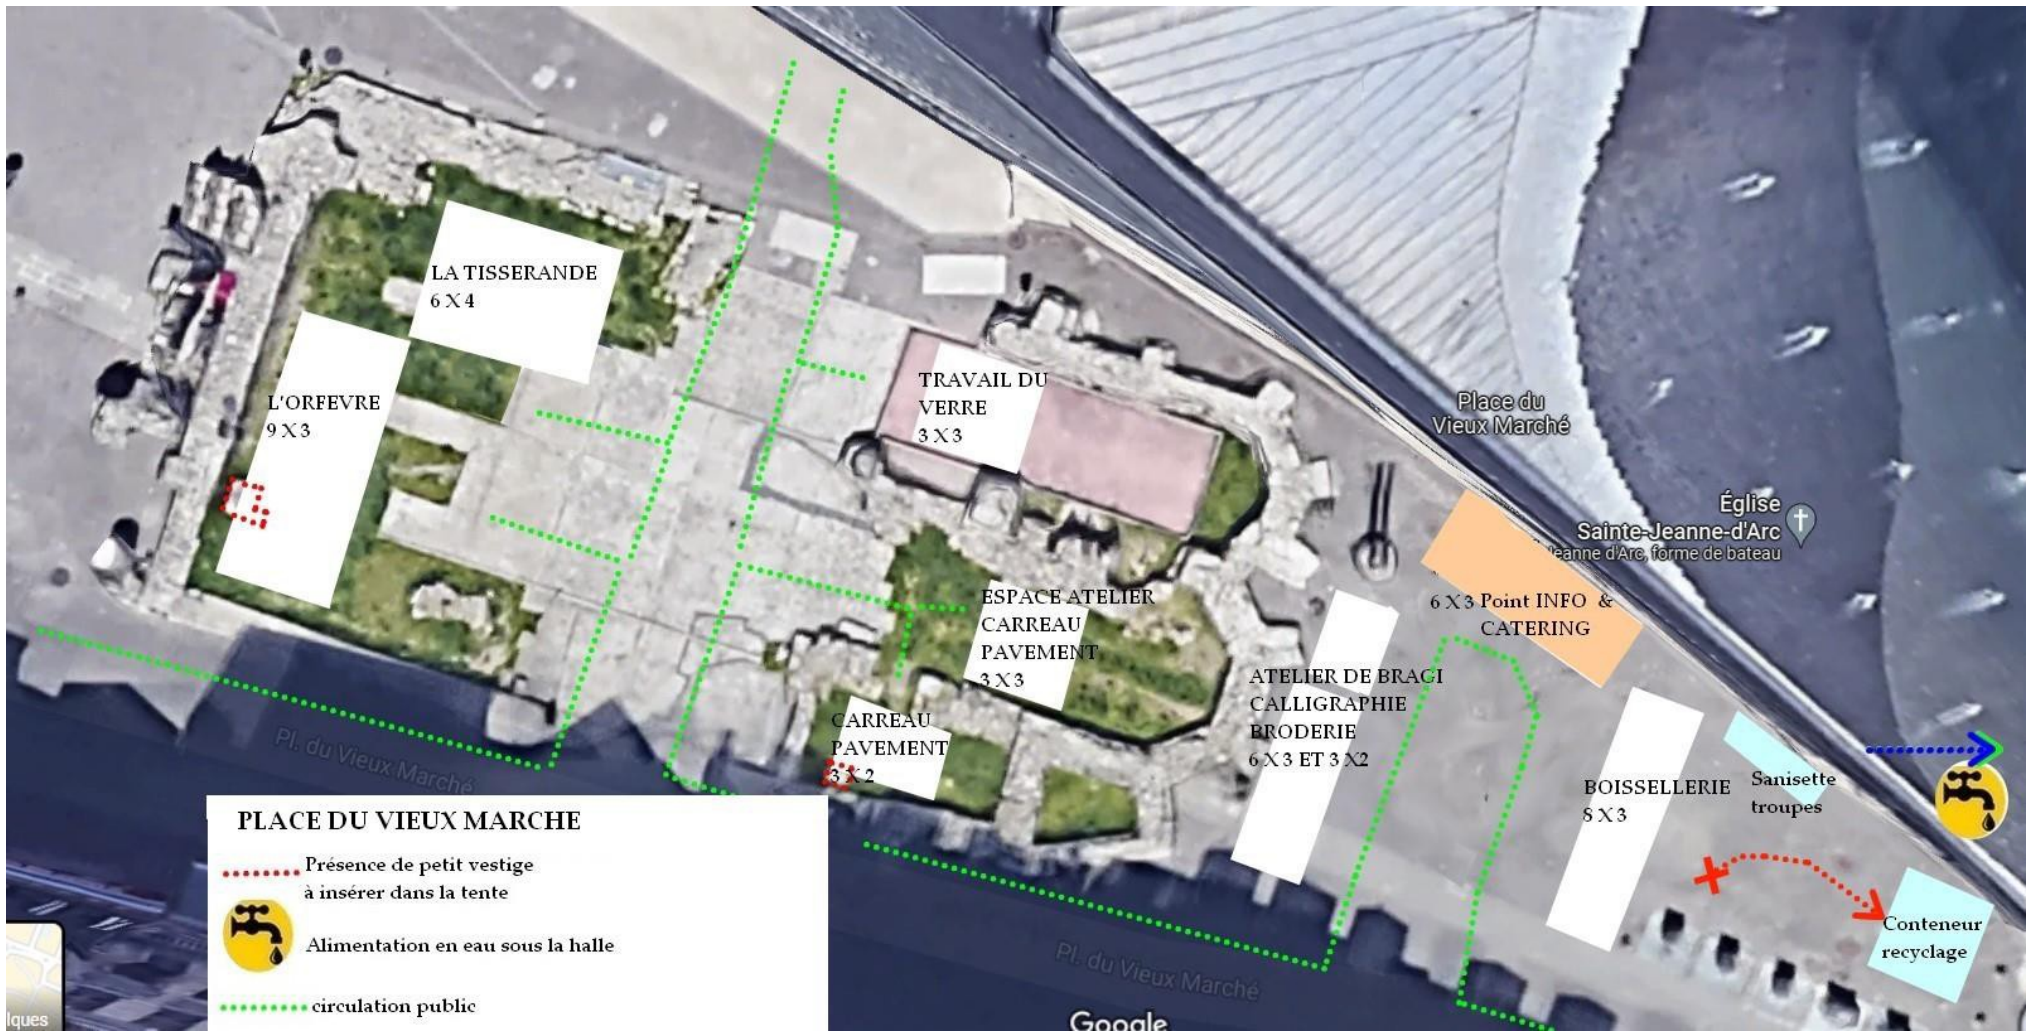 LA TISSERANDE
6 X 4
L'ORFEVRE
9 X 3
TRAVAIL DU
VERRE
3 X 3
Place du
Vieux Marché
Église
Sainte-Jeanne-d'Arc
Jeanne d'Arc, forme de bateau
6 X 3 Point INFO &
CATERING
ESPACE ATELIER
CARREAU
PAVEMENT
3 X 3
CARREAU
PAVEMENT
3 X 2
ATELIER DE BRAGI
CALLIGRAPHIE
BRODERIE
6 X 3 ET 3 X2
BOISSELLERIE
8 X 3
Sanisette
troupes
Conteneur
recyclage
Pl. du Vieux Marché
Pl. du Vieux Marché
Google
lques
PLACE DU VIEUX MARCHE
Présence de petit vestige
à insérer dans la tente
Alimentation en eau sous la halle
circulation public